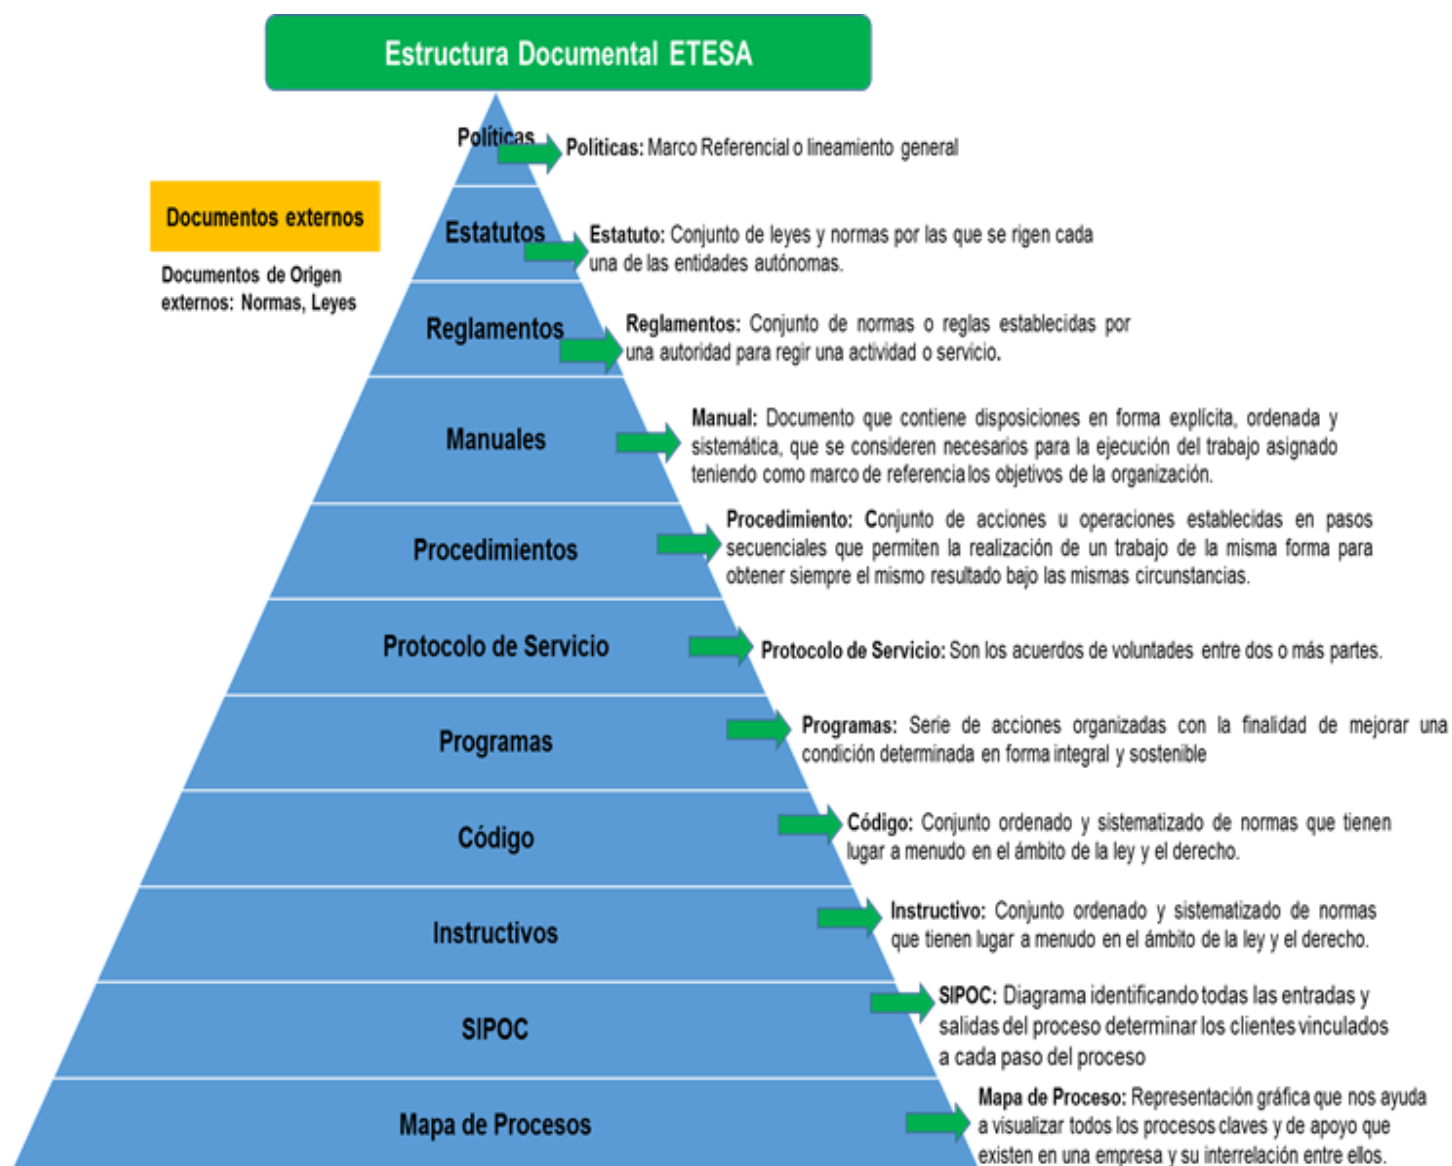 Estructura Documental ETESA
Políticas
Políticas: Marco Referencial o lineamiento general
Documentos externos
Documentos de Origen
externos: Normas, Leyes
Estatutos
Estatuto: Conjunto de leyes y normas por las que se rigen cada
una de las entidades autónomas.
Reglamentos
Reglamentos: Conjunto de normas o reglas establecidas por
una autoridad para regir una actividad o servicio.
Manuales
Manual: Documento que contiene disposiciones en forma explícita, ordenada y
sistemática, que se consideren necesarios para la ejecución del trabajo asignado
teniendo como marco de referencia los objetivos de la organización.
Procedimientos
Procedimiento: Conjunto de acciones u operaciones establecidas en pasos
secuenciales que permiten la realización de un trabajo de la misma forma para
obtener siempre el mismo resultado bajo las mismas circunstancias.
Protocolo de Servicio
Protocolo de Servicio: Son los acuerdos de voluntades entre dos o más partes.
Programas
Programas: Serie de acciones organizadas con la finalidad de mejorar una
condición determinada en forma integral y sostenible
Código
Código: Conjunto ordenado y sistematizado de normas que tienen
lugar a menudo en el ámbito de la ley y el derecho.
Instructivos
Instructivo: Conjunto ordenado y sistematizado de normas
que tienen lugar a menudo en el ámbito de la ley y el derecho.
SIPOC
SIPOC: Diagrama identificando todas las entradas y
salidas del proceso determinar los clientes vinculados
a cada paso del proceso
Mapa de Procesos
Mapa de Proceso: Representación gráfica que nos ayuda
a visualizar todos los procesos claves y de apoyo que
existen en una empresa y su interrelación entre ellos.